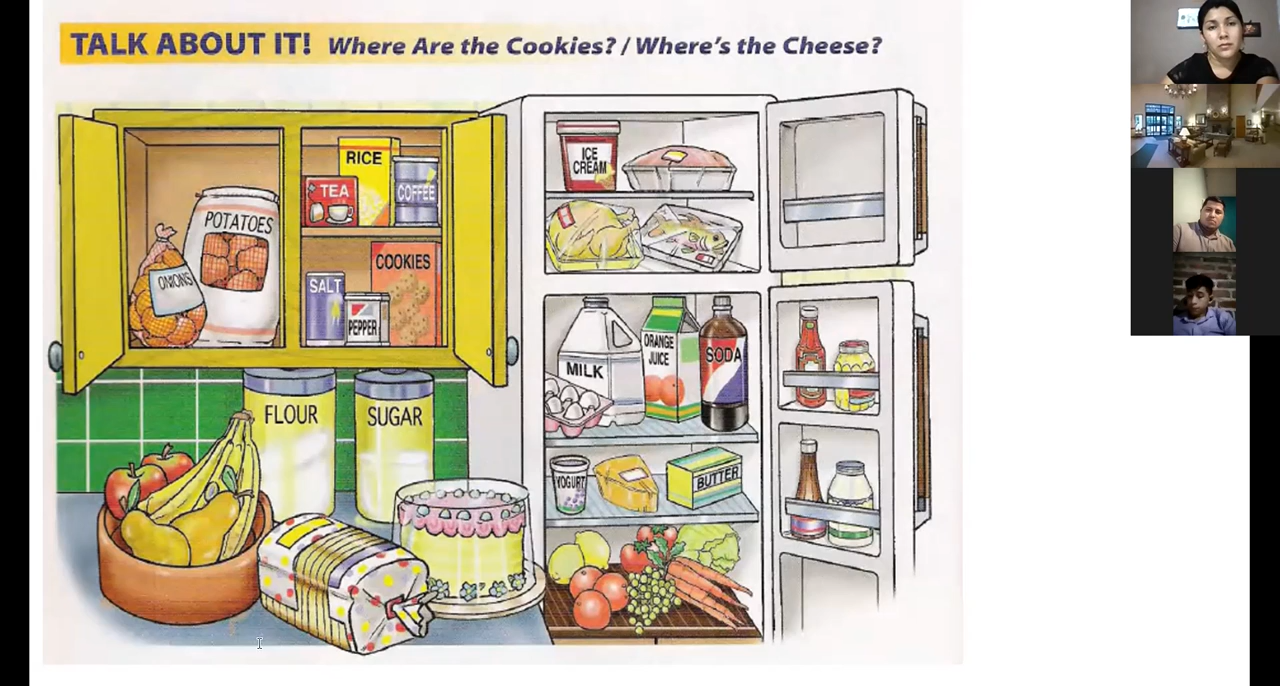 TALK ABOUT IT! Where Are the Cookies? / Where's the Cheese?
POTATOES
ONIONS
RICE
TEA
COFFEE
COOKIES
SALT
PEPPER
FLOUR
SUGAR
ICE
CREAM
MILK
ORANGE
JUICE
SODA
YOGURT
BUTTER